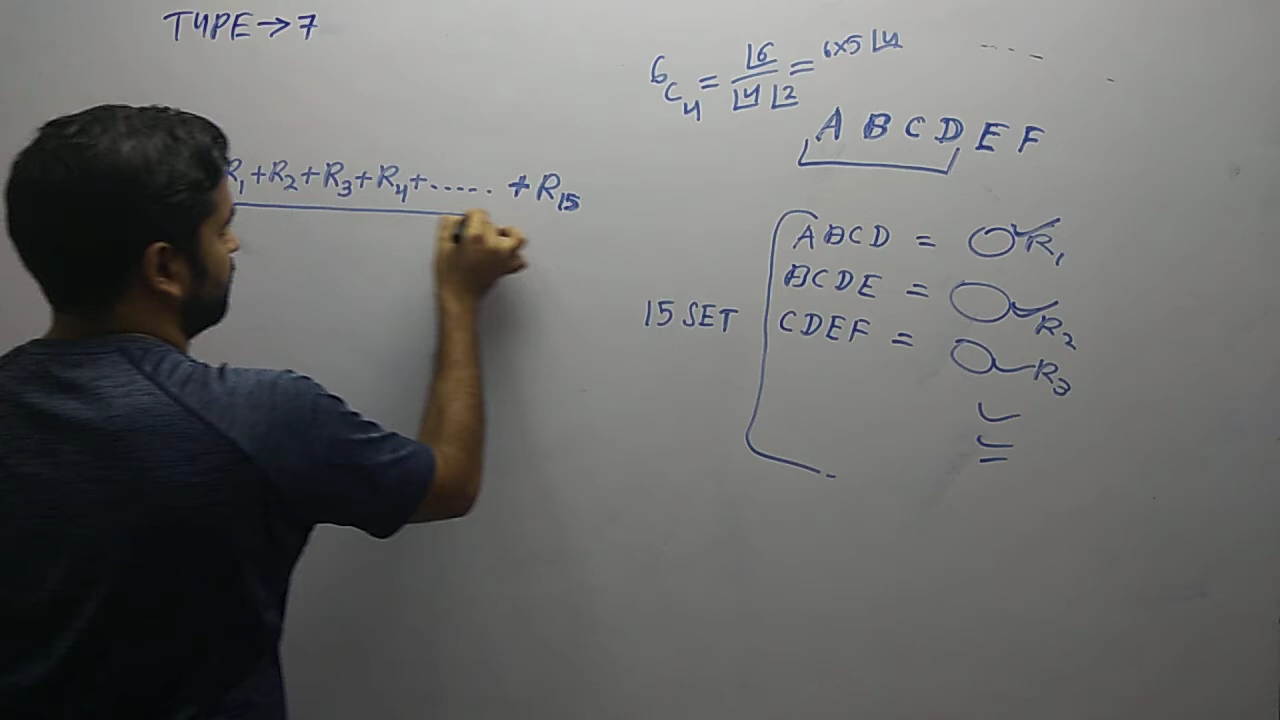 TYPE→7
R₁+R₂+R₃+R₄+..... +R₁₅
⁶C₄ = ⌊6 / ⌊4 ⌊2 = 6×5 ⌊4
A B C D E F
15 SET
ABCD = R₁
BCDE = R₂
CDEF = R₃